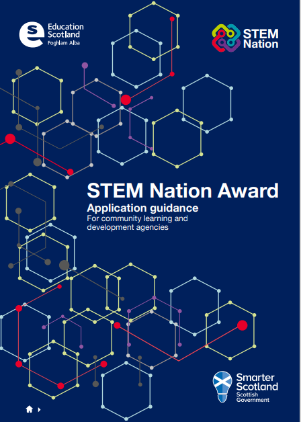 Education
Scotland
Foghlam Alba
STEM
Nation
STEM Nation Award
Application guidance
For community learning and
development agencies
Smarter
Scotland
Scottish
Government